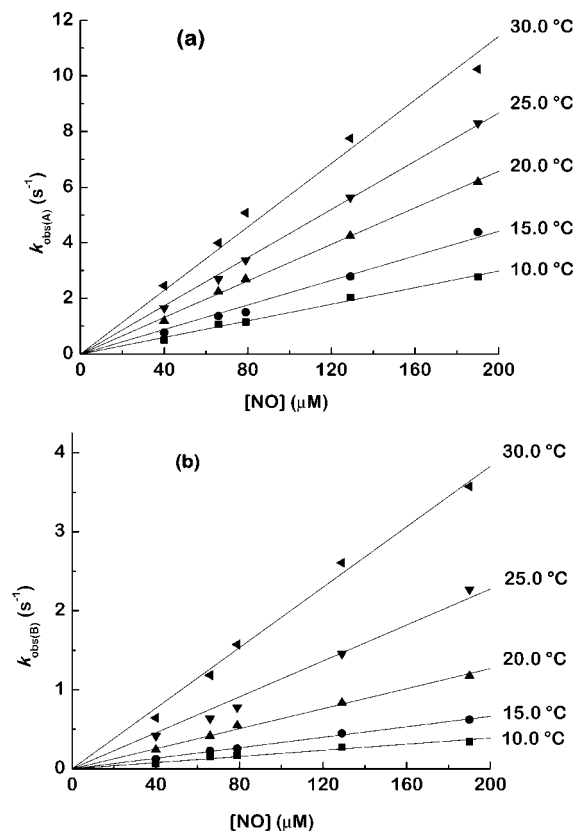 (a)
12
10
8
6
4
2
0
k_obs(A) (s⁻¹)
30.0 °C
25.0 °C
20.0 °C
15.0 °C
10.0 °C
0 40 80 120 160 200
[NO] (μM)
(b)
4
3
2
1
0
k_obs(B) (s⁻¹)
30.0 °C
25.0 °C
20.0 °C
15.0 °C
10.0 °C
0 40 80 120 160 200
[NO] (μM)